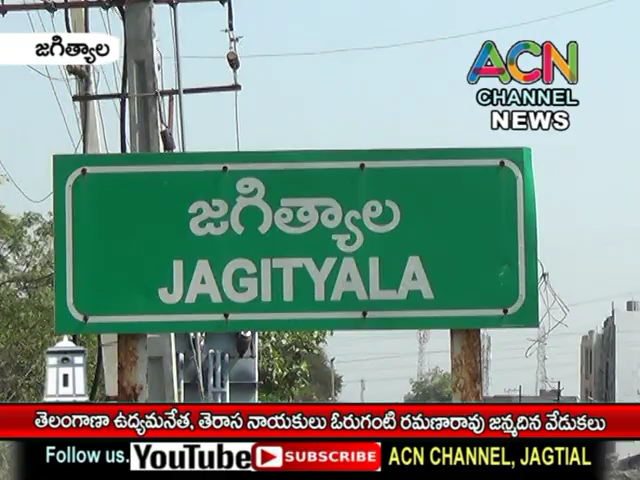 జగిత్యాల
ACN
CHANNEL
NEWS
జగిత్యాల
JAGITYALA
తెలంగాణా ఉద్యమనేత, తెరాస నాయకులు ఓరుగంటి రమణారావు జన్మదిన వేడుకలు
Follow us. YouTube SUBSCRIBE ACN CHANNEL, JAGTIAL